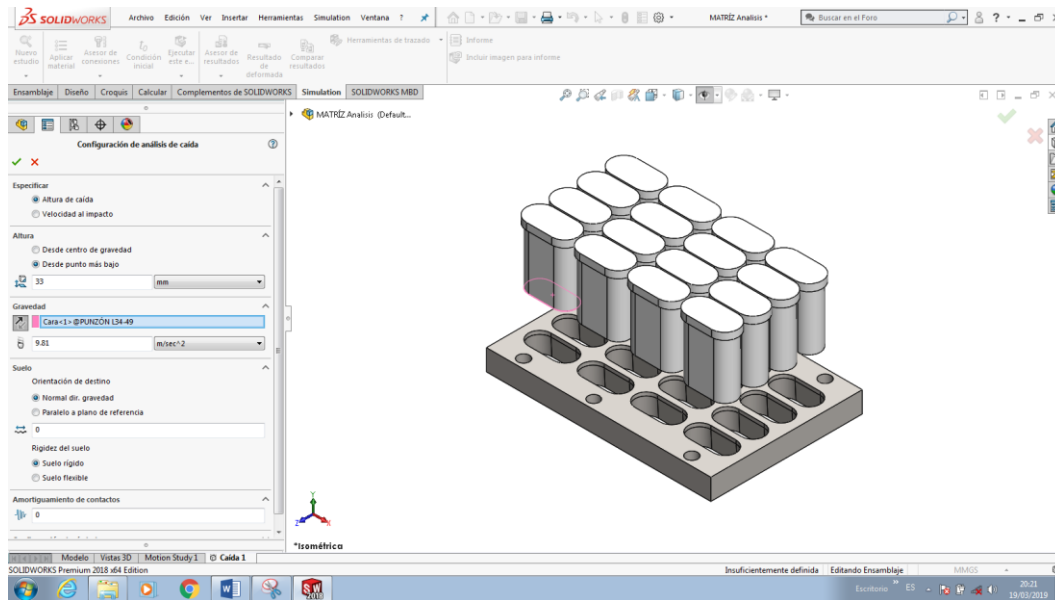 SOLIDWORKS Archivo Edición Ver Insertar Herramientas Simulation Ventana ? MATRÍZ Analisis * Buscar en el Foro
Nuevo estudio
Aplicar material
Asesor de conexiones
Condición inicial
Ejecutar este e...
Asesor de resultados
Resultado de deformada
Comparar resultados
Herramientas de trazado
Informe
Incluir imagen para informe
Ensamblaje Diseño Croquis Calcular Complementos de SOLIDWORKS Simulation SOLIDWORKS MBD
MATRÍZ Analisis (Default...
Configuración de análisis de caída
Especificar
Altura de caída
Velocidad al impacto
Altura
Desde centro de gravedad
Desde punto más bajo
33 mm
Gravedad
Cara<1>@PUNZÓN L34-49
9.81 m/sec^2
Suelo
Orientación de destino
Normal dir. gravedad
Paralelo a plano de referencia
0
Rigidez del suelo
Suelo rígido
Suelo flexible
Amortiguamiento de contactos
0
Y
Z X
*Isométrica
Modelo Vistas 3D Motion Study 1 Caída 1
SOLIDWORKS Premium 2018 x64 Edition Insuficientemente definida Editando Ensamblaje MMGS
Escritorio ES 20:21
19/03/2019